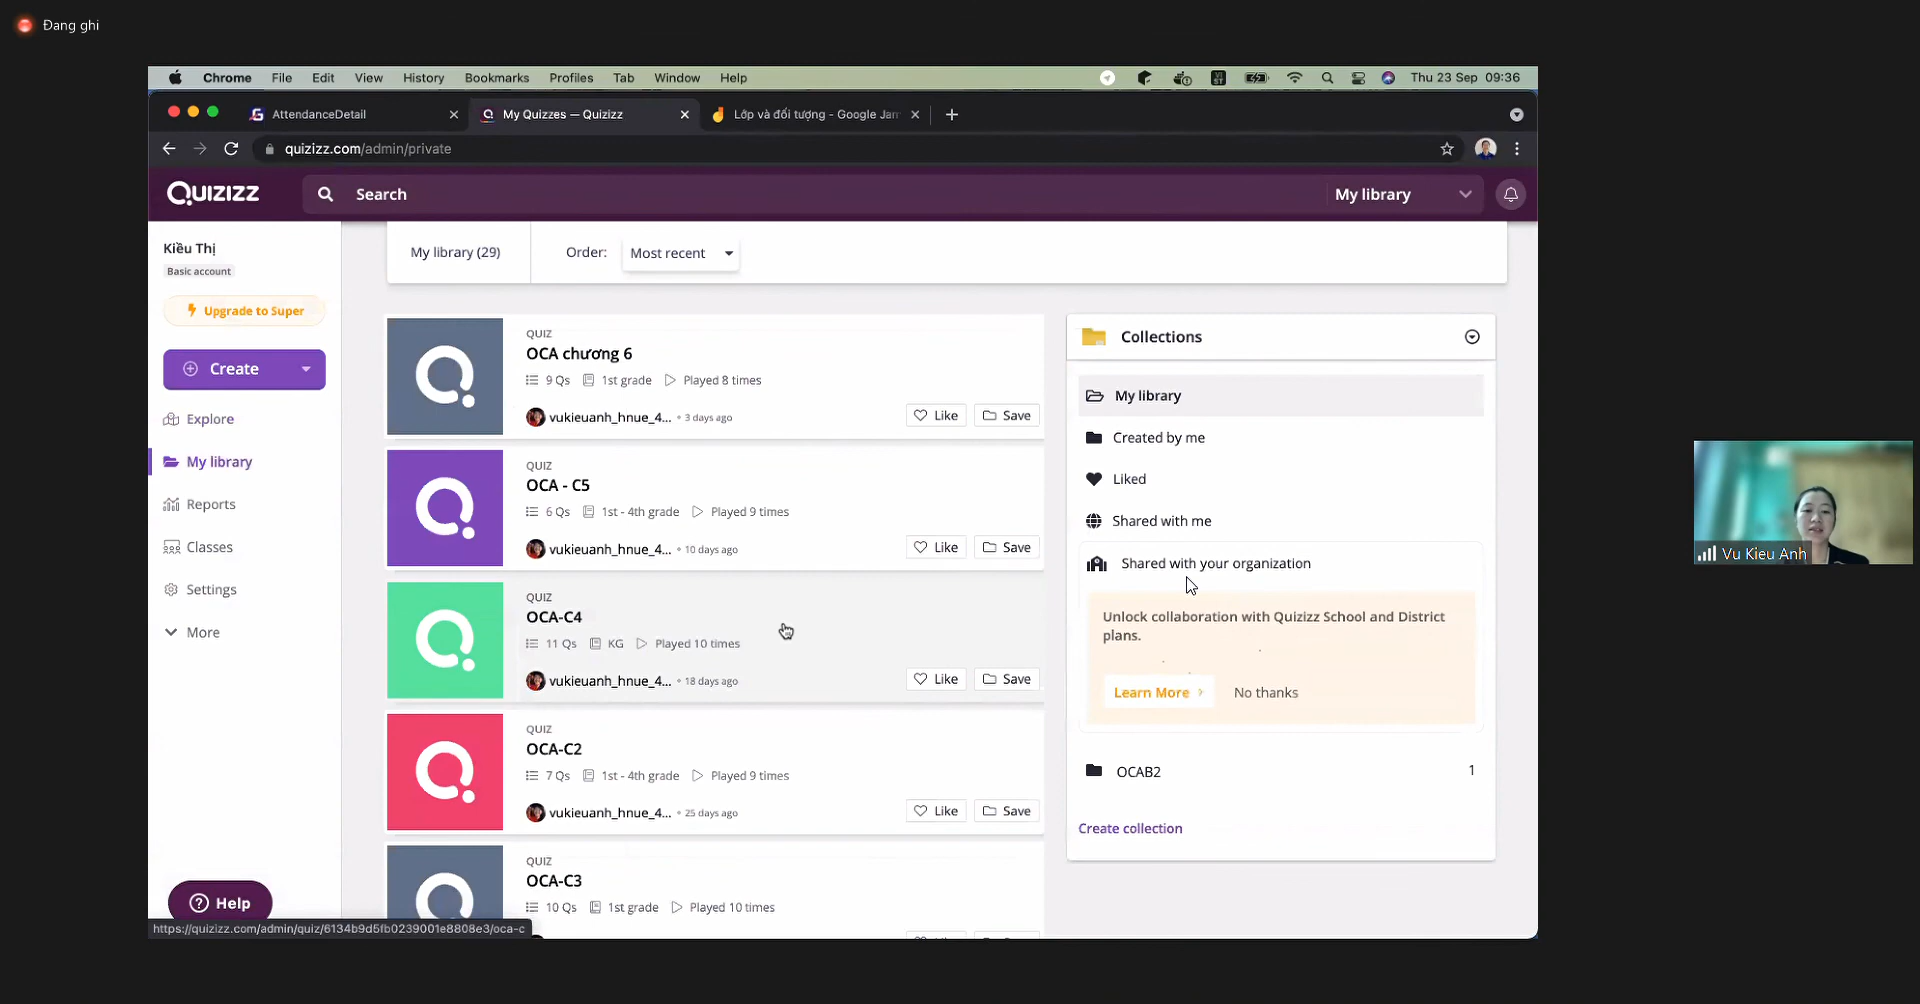 Đang ghi
Chrome File Edit View History Bookmarks Profiles Tab Window Help Thu 23 Sep 09:36
AttendanceDetail My Quizzes — Quizizz Lớp và đối tượng - Google Jam
quizizz.com/admin/private
QUIZIZZ Search My library
Kiều Thị
Basic account
Upgrade to Super
Create
Explore
My library
Reports
Classes
Settings
More
Help
My library (29) Order: Most recent
QUIZ
OCA chương 6
9 Qs 1st grade Played 8 times
vukieuanh_hnue_4... • 3 days ago Like Save
QUIZ
OCA - C5
6 Qs 1st - 4th grade Played 9 times
vukieuanh_hnue_4... • 10 days ago Like Save
QUIZ
OCA-C4
11 Qs KG Played 10 times
vukieuanh_hnue_4... • 18 days ago Like Save
QUIZ
OCA-C2
7 Qs 1st - 4th grade Played 9 times
vukieuanh_hnue_4... • 25 days ago Like Save
QUIZ
OCA-C3
10 Qs 1st grade Played 10 times
Collections
My library
Created by me
Liked
Shared with me
Shared with your organization
Unlock collaboration with Quizizz School and District
plans.
Learn More › No thanks
OCAB2 1
Create collection
https://quizizz.com/admin/quiz/6134b9d5fb0239001e8808e3/oca-c
Vu Kieu Anh